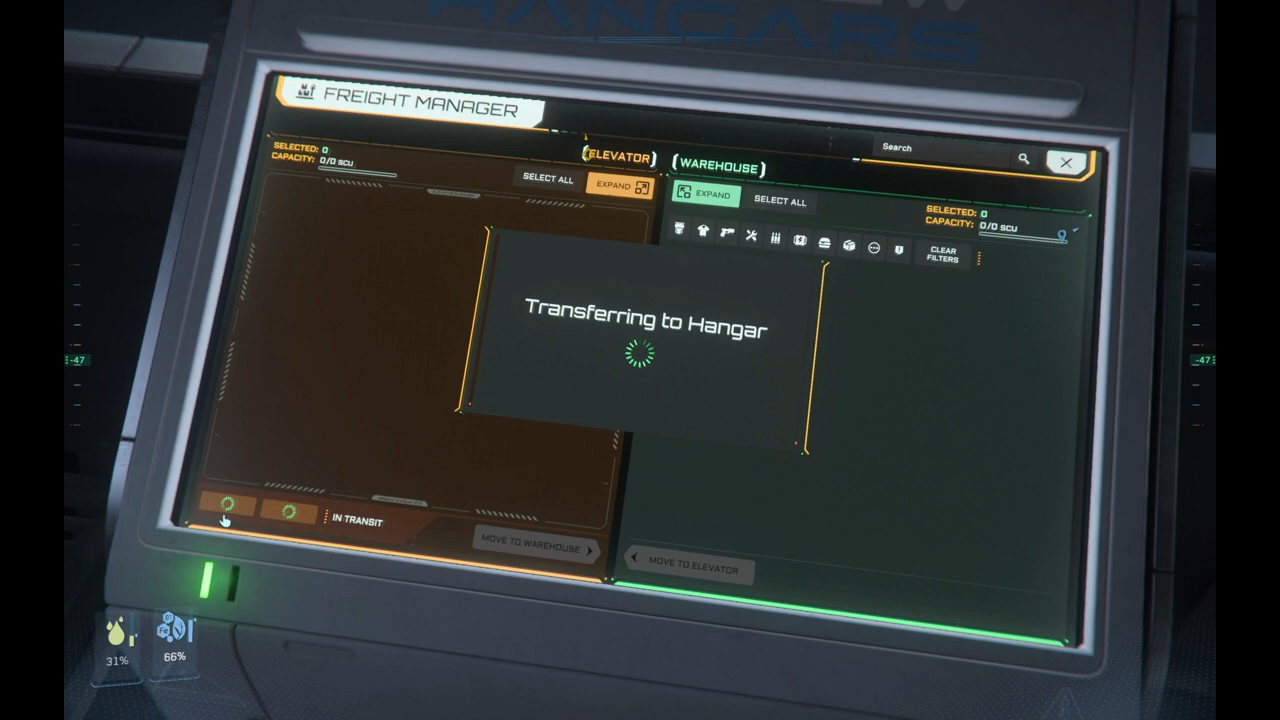 HANGARS
FREIGHT MANAGER
SELECTED: 0
CAPACITY: 0/0 SCU
ELEVATOR
WAREHOUSE
Search
SELECT ALL
EXPAND
EXPAND
SELECT ALL
SELECTED: 0
CAPACITY: 0/0 SCU
CLEAR
FILTERS
Transferring to Hangar
-47
-47
IN TRANSIT
MOVE TO WAREHOUSE
MOVE TO ELEVATOR
31%
66%